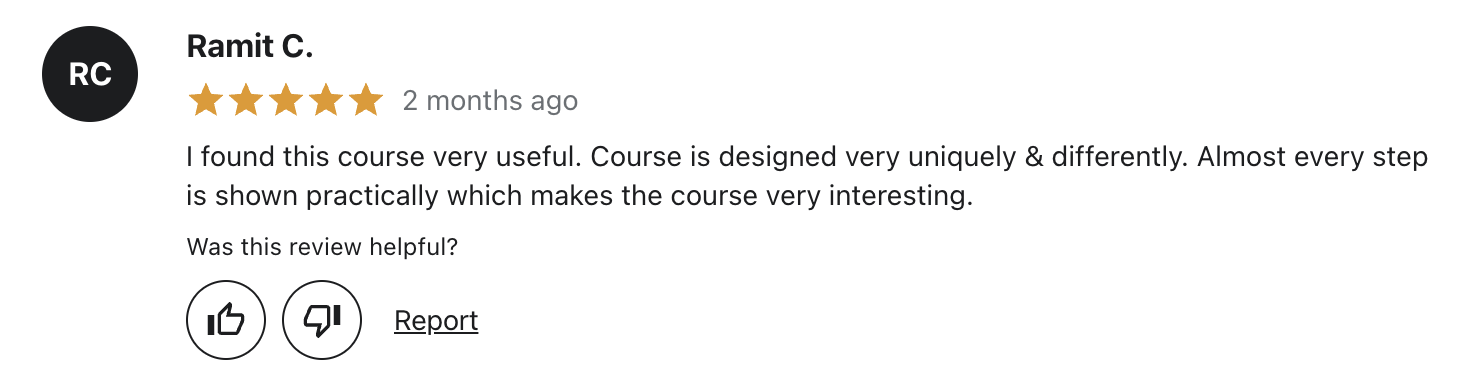 RC
Ramit C.
2 months ago
I found this course very useful. Course is designed very uniquely & differently. Almost every step
is shown practically which makes the course very interesting.
Was this review helpful?
Report